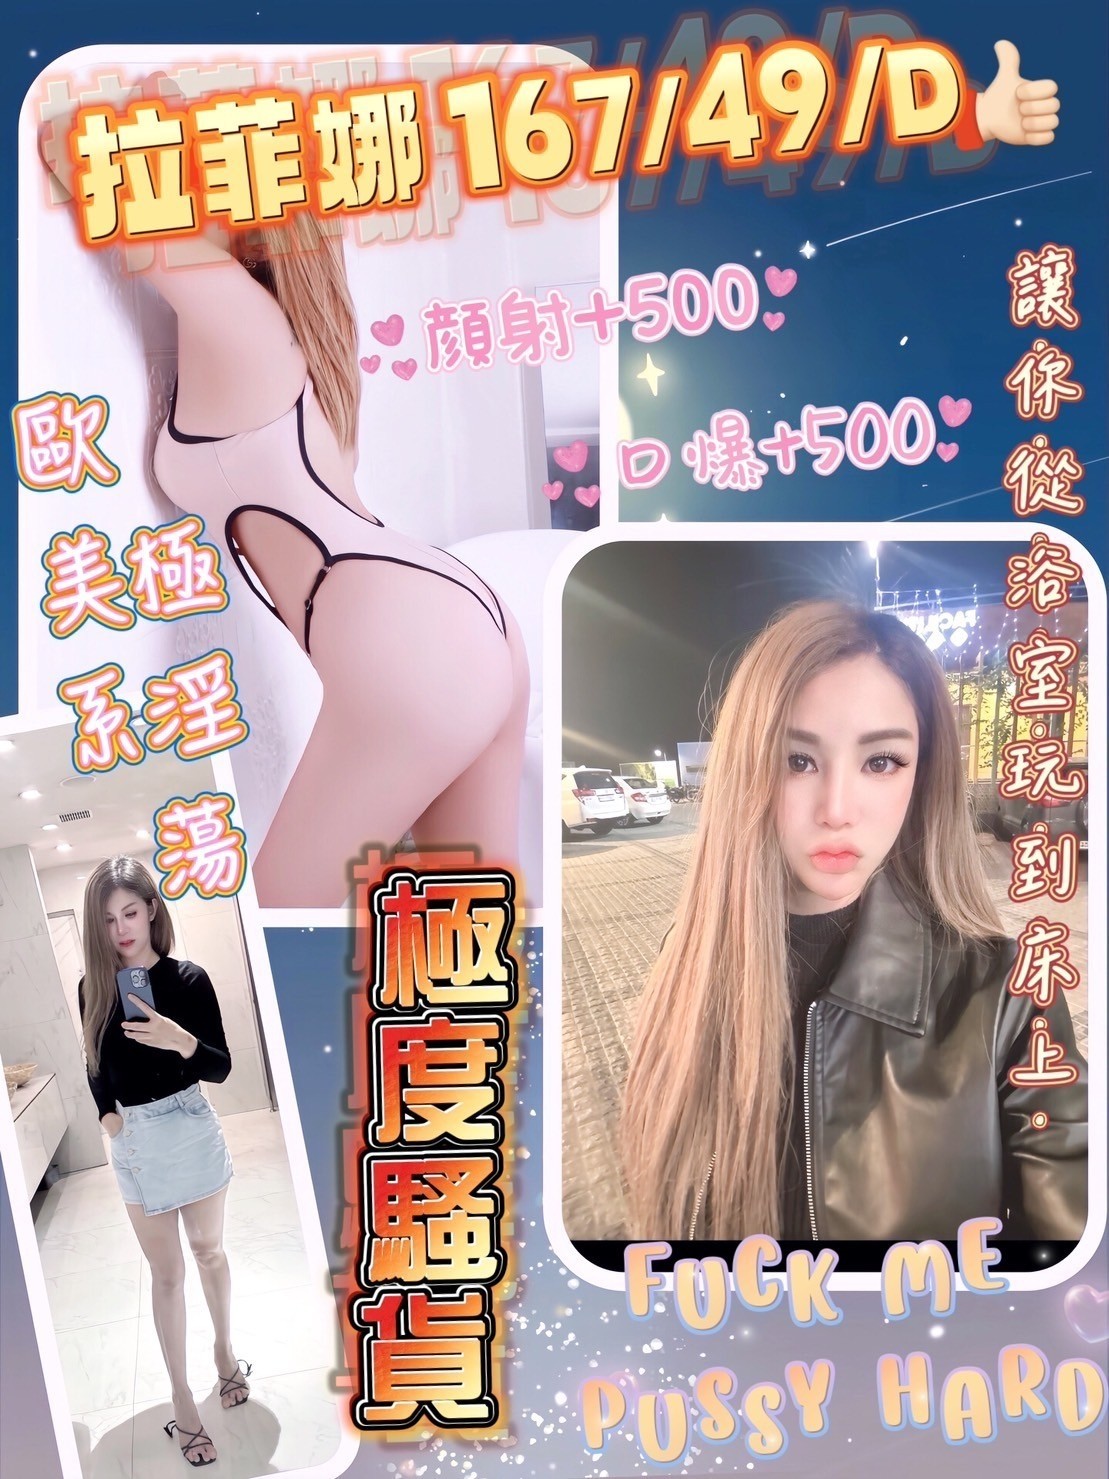 拉菲娜 167/49/D
顏射+500
口爆+500
讓你從浴室玩到床上.
歐美系
極淫蕩
極度騷貨
FUCK ME
PUSSY HARD